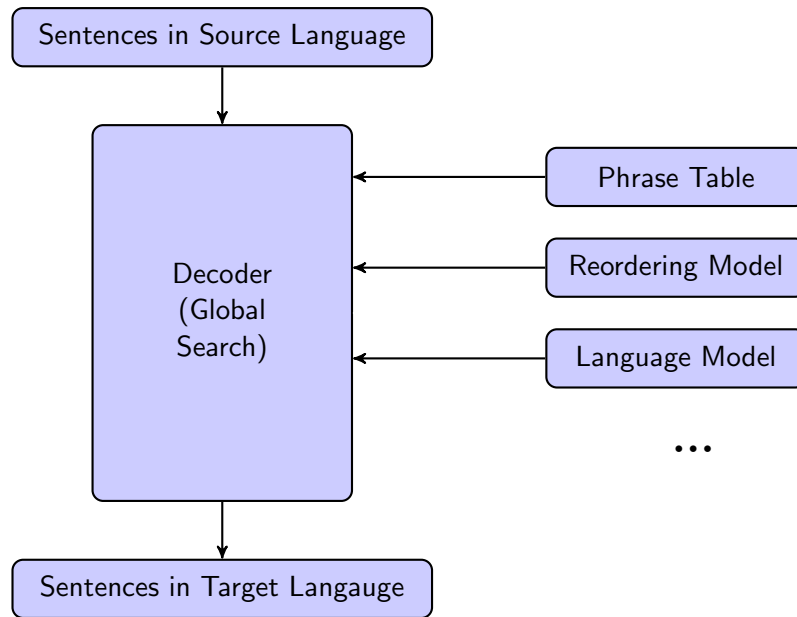 Sentences in Source Language
Phrase Table
Decoder
(Global
Search)
Reordering Model
Language Model
...
Sentences in Target Langauge